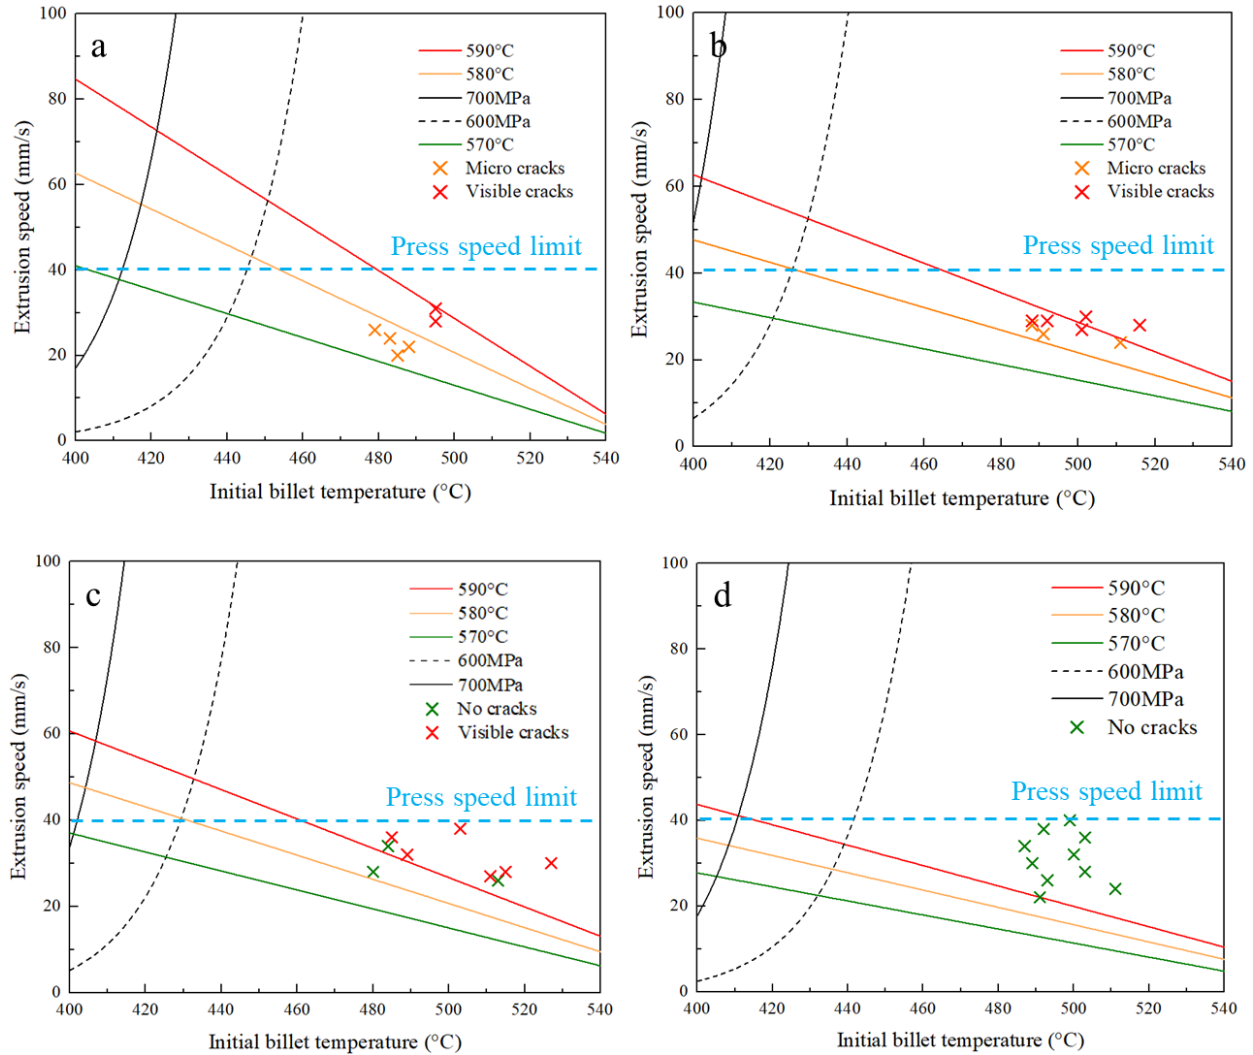 a
590°C
580°C
700MPa
600MPa
570°C
Micro cracks
Visible cracks
Press speed limit
100
80
60
40
20
0
400 420 440 460 480 500 520 540
Extrusion speed (mm/s)
Initial billet temperature (°C)
b
590°C
580°C
700MPa
600MPa
570°C
Micro cracks
Visible cracks
Press speed limit
100
80
60
40
20
0
400 420 440 460 480 500 520 540
Extrusion speed (mm/s)
Initial billet temperature (°C)
c
590°C
580°C
570°C
600MPa
700MPa
No cracks
Visible cracks
Press speed limit
100
80
60
40
20
0
400 420 440 460 480 500 520 540
Extrusion speed (mm/s)
Initial billet temperature (°C)
d
590°C
580°C
570°C
600MPa
700MPa
No cracks
Press speed limit
100
80
60
40
20
0
400 420 440 460 480 500 520 540
Extrusion speed (mm/s)
Initial billet temperature (°C)